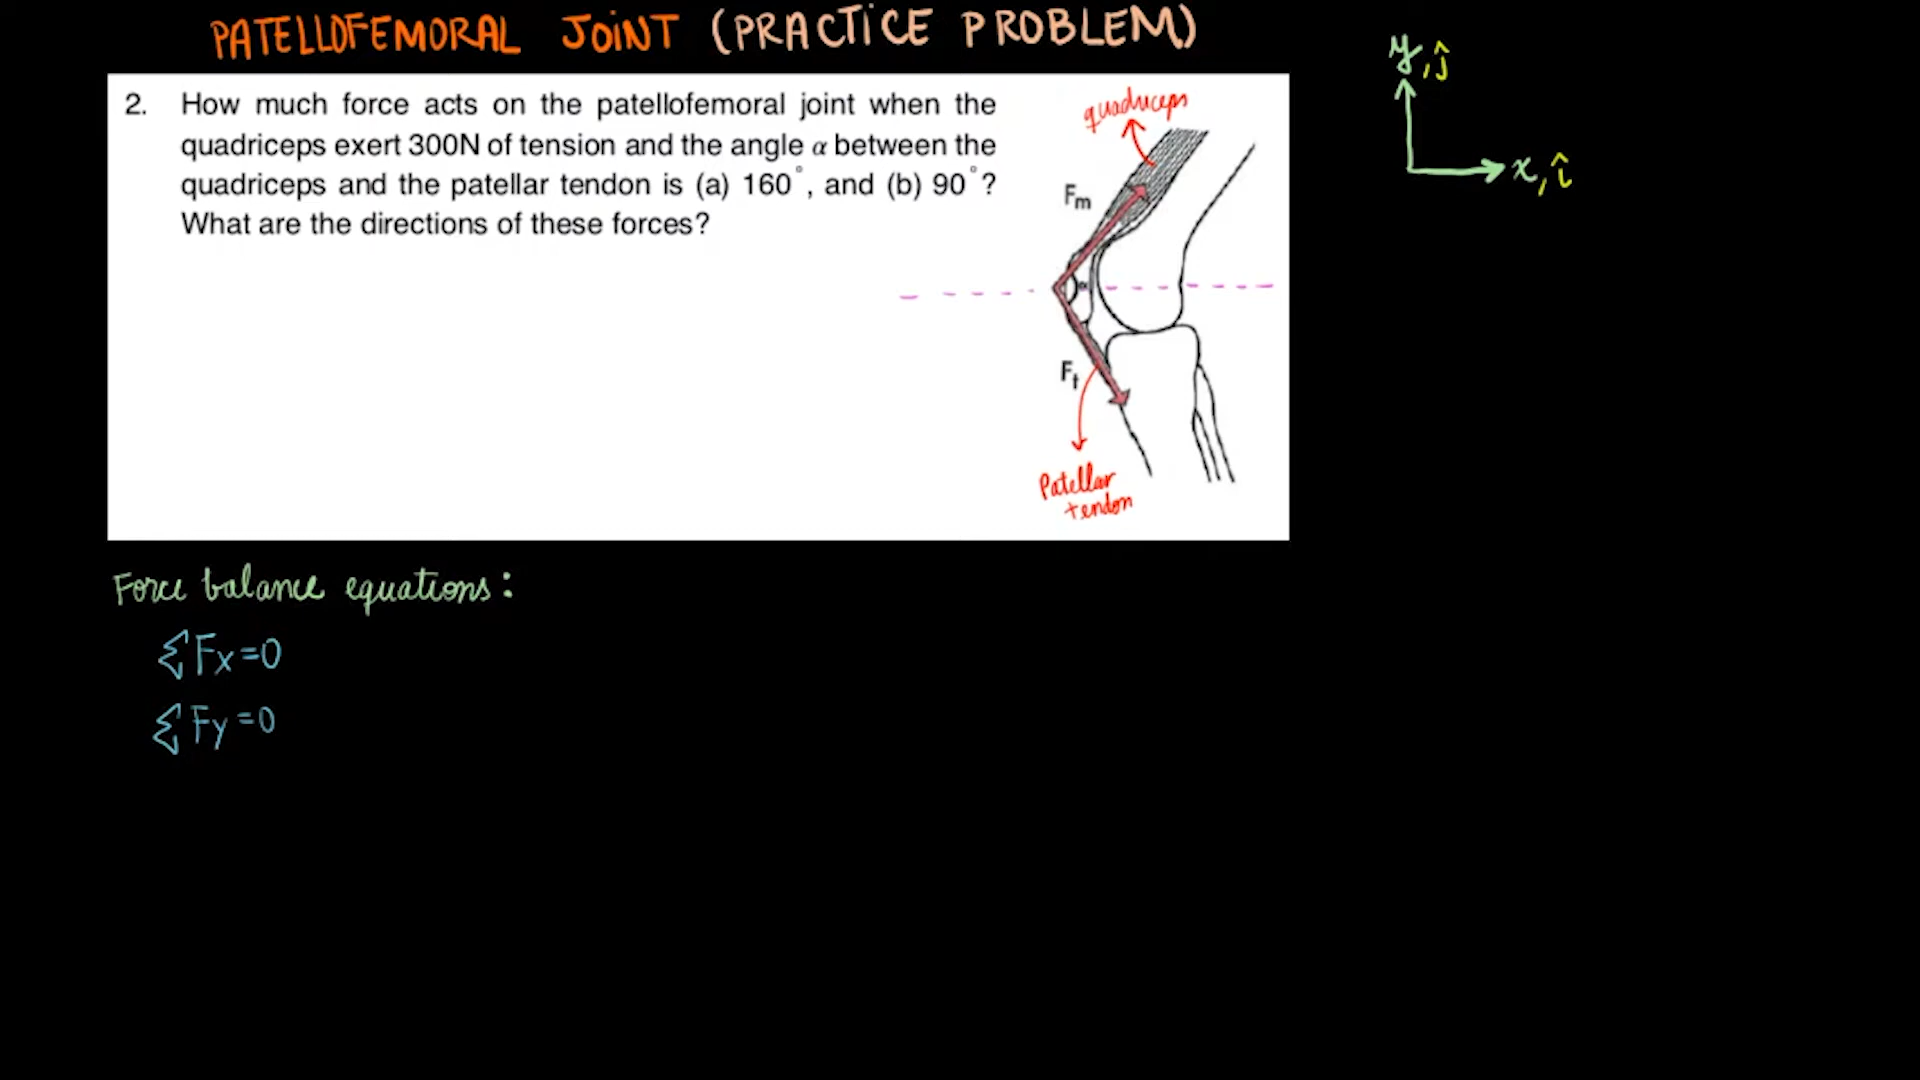 PATELLOFEMORAL JOINT (PRACTICE PROBLEM)
2. How much force acts on the patellofemoral joint when the
quadriceps exert 300N of tension and the angle α between the
quadriceps and the patellar tendon is (a) 160°, and (b) 90°?
What are the directions of these forces?
quadriceps
Fm
α
Ft
Patellar
tendon
y, ĵ
x, î
Force balance equations:
ΣFx=0
ΣFy=0